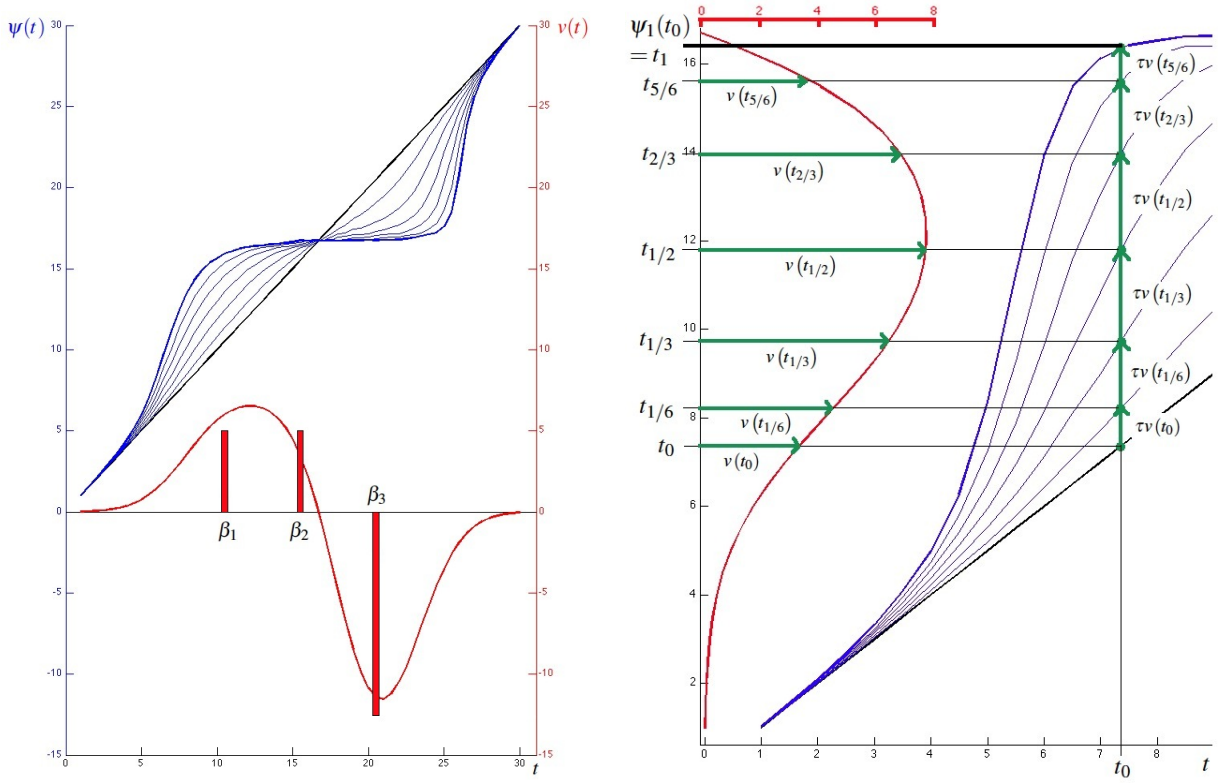 ψ(t)
v(t)
30
30
25
25
20
20
15
15
10
10
5
5
0
0
-5
-5
-10
-10
-15
-15
β₁
β₂
β₃
0
5
10
15
20
25
30
t
0 2 4 6 8
ψ₁(t₀)
= t₁
16
14
12
10
8
6
4
2
t₅/₆
t₂/₃
t₁/₂
t₁/₃
t₁/₆
t₀
v(t₅/₆)
v(t₂/₃)
v(t₁/₂)
v(t₁/₃)
v(t₁/₆)
v(t₀)
τv(t₅/₆)
τv(t₂/₃)
τv(t₁/₂)
τv(t₁/₃)
τv(t₁/₆)
τv(t₀)
0 1 2 3 4 5 6 7 8
t₀
t